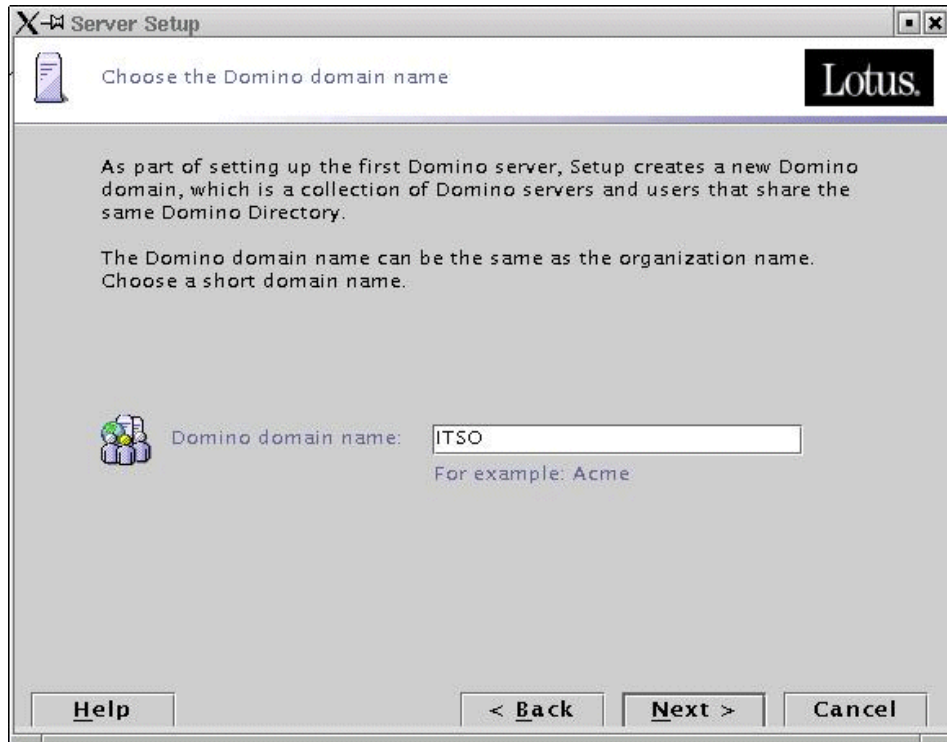 Server Setup
Choose the Domino domain name
Lotus.
As part of setting up the first Domino server, Setup creates a new Domino
domain, which is a collection of Domino servers and users that share the
same Domino Directory.
The Domino domain name can be the same as the organization name.
Choose a short domain name.
Domino domain name: ITSO
For example: Acme
Help < Back Next > Cancel